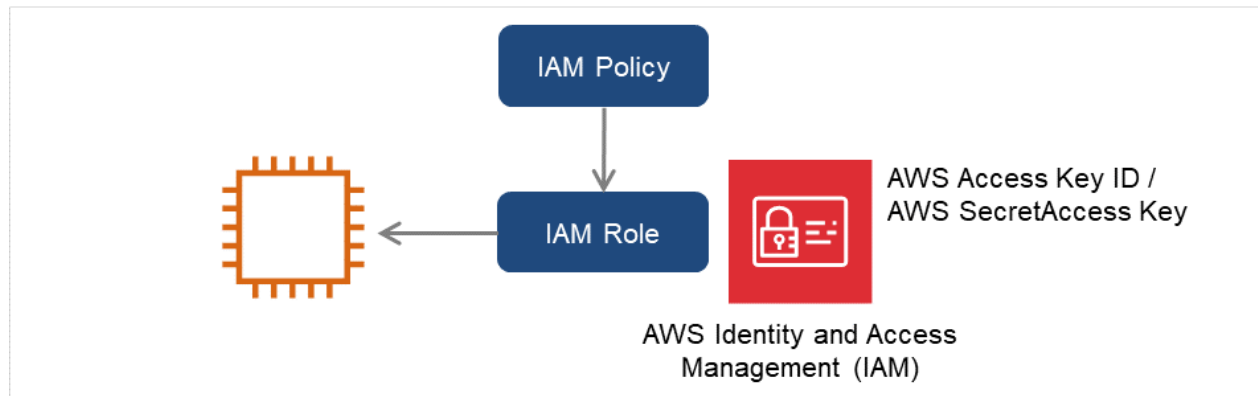 IAM Policy
IAM Role
AWS Access Key ID /
AWS SecretAccess Key
AWS Identity and Access
Management (IAM)